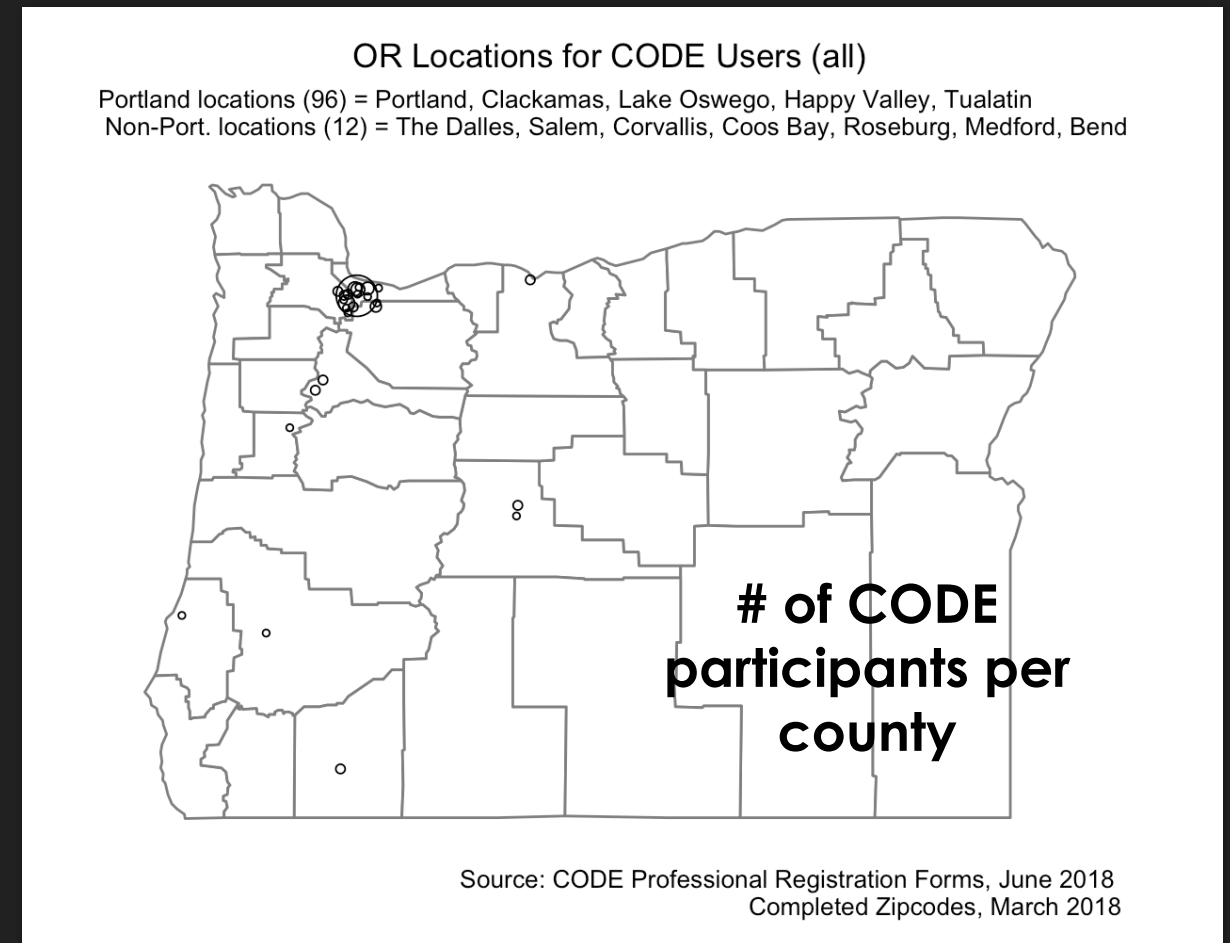 OR Locations for CODE Users (all)
Portland locations (96) = Portland, Clackamas, Lake Oswego, Happy Valley, Tualatin
Non-Port. locations (12) = The Dalles, Salem, Corvallis, Coos Bay, Roseburg, Medford, Bend
# of CODE
participants per
county
Source: CODE Professional Registration Forms, June 2018
Completed Zipcodes, March 2018